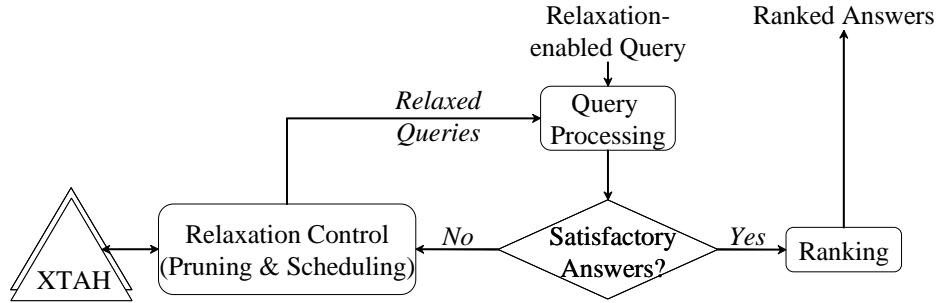 Relaxation-
enabled Query
Ranked Answers
Relaxed
Queries
Query
Processing
XTAH
Relaxation Control
(Pruning & Scheduling)
No
Satisfactory
Answers?
Yes
Ranking